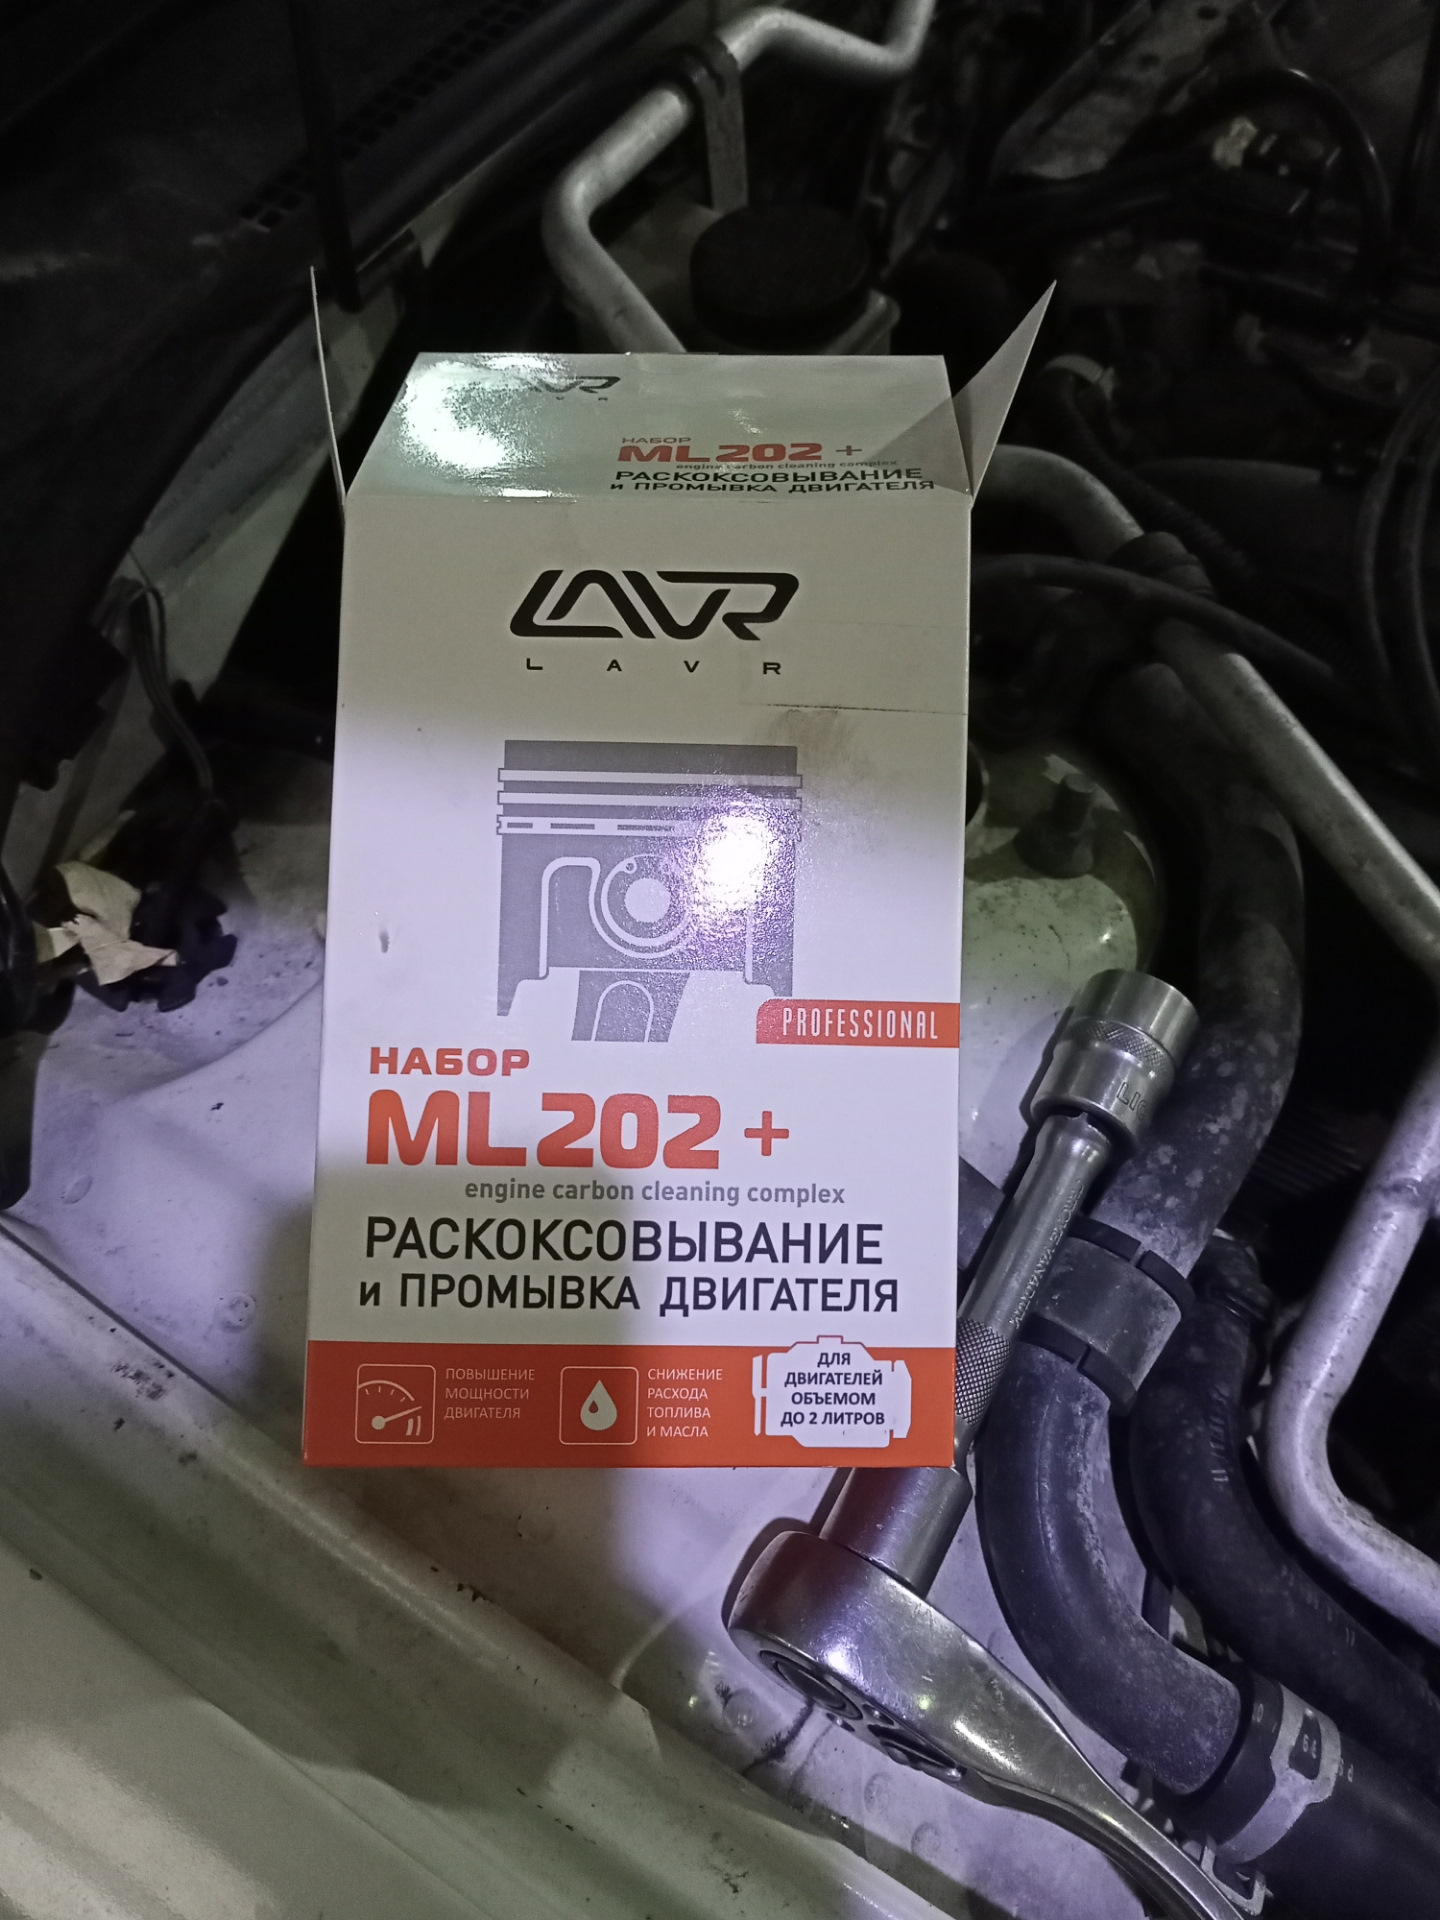 НАБОР
ML202 +
engine carbon cleaning complex
РАСКОКСОВЫВАНИЕ
и ПРОМЫВКА ДВИГАТЕЛЯ
LAVR
L A V R
PROFESSIONAL
НАБОР
ML202 +
engine carbon cleaning complex
РАСКОКСОВЫВАНИЕ
и ПРОМЫВКА ДВИГАТЕЛЯ
ПОВЫШЕНИЕ
МОЩНОСТИ
ДВИГАТЕЛЯ
СНИЖЕНИЕ
РАСХОДА
ТОПЛИВА
И МАСЛА
ДЛЯ
ДВИГАТЕЛЕЙ
ОБЪЕМОМ
ДО 2 ЛИТРОВ